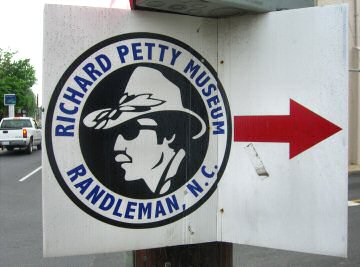 RICHARD PETTY MUSEUM
RANDLEMAN, N.C.